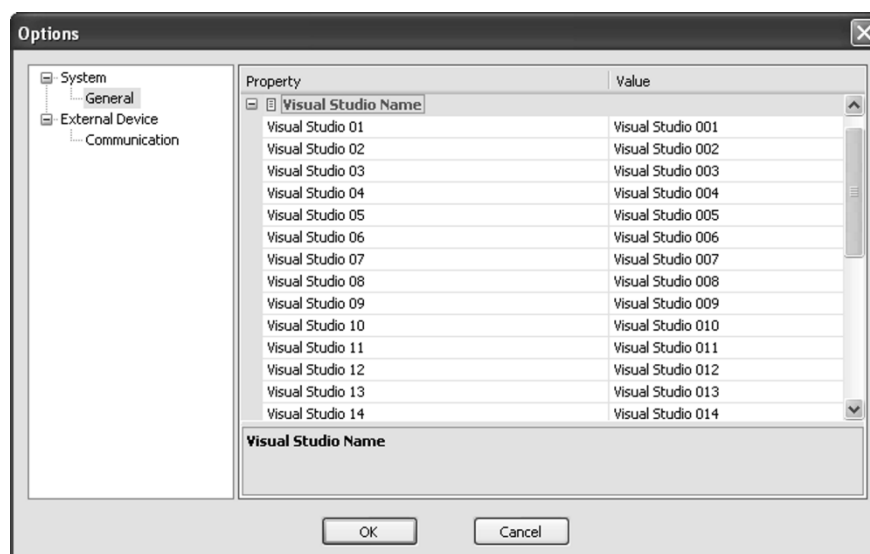 Options
System
General
External Device
Communication
Property Value
Visual Studio Name
Visual Studio 01 Visual Studio 001
Visual Studio 02 Visual Studio 002
Visual Studio 03 Visual Studio 003
Visual Studio 04 Visual Studio 004
Visual Studio 05 Visual Studio 005
Visual Studio 06 Visual Studio 006
Visual Studio 07 Visual Studio 007
Visual Studio 08 Visual Studio 008
Visual Studio 09 Visual Studio 009
Visual Studio 10 Visual Studio 010
Visual Studio 11 Visual Studio 011
Visual Studio 12 Visual Studio 012
Visual Studio 13 Visual Studio 013
Visual Studio 14 Visual Studio 014
Visual Studio Name
OK Cancel